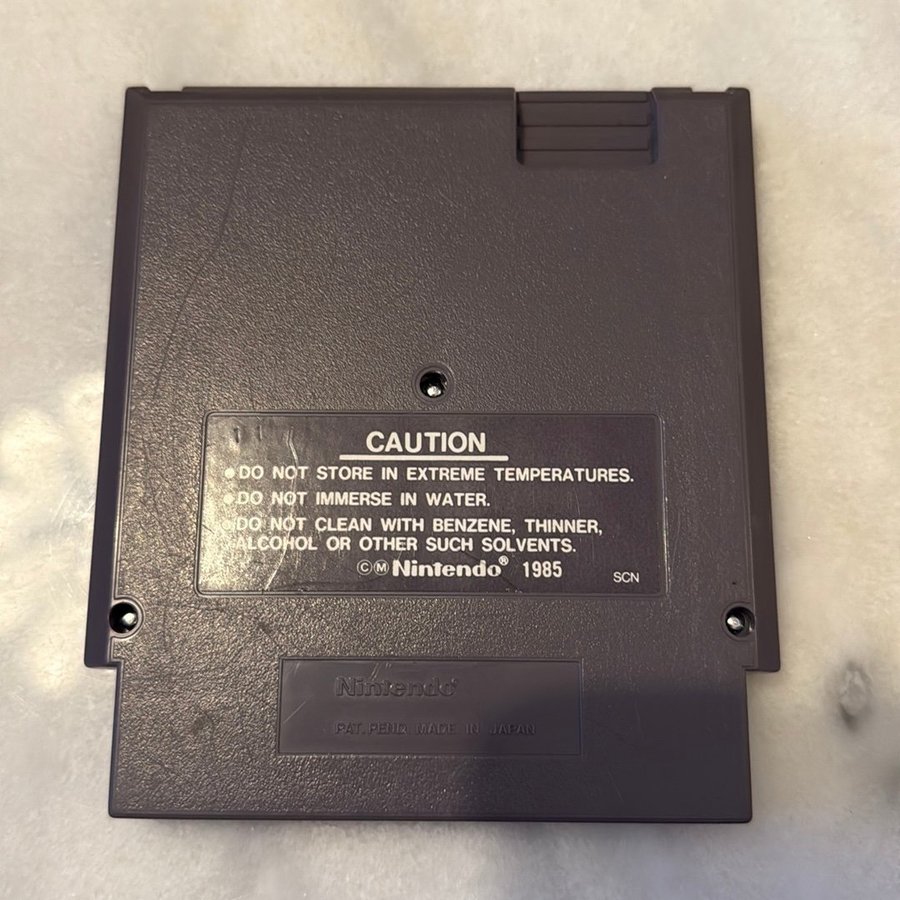 CAUTION
•DO NOT STORE IN EXTREME TEMPERATURES.
•DO NOT IMMERSE IN WATER.
•DO NOT CLEAN WITH BENZENE, THINNER,
ALCOHOL OR OTHER SUCH SOLVENTS.
ⒸⓂ Nintendo® 1985
SCN
Nintendo®
PAT. PEND. MADE IN JAPAN